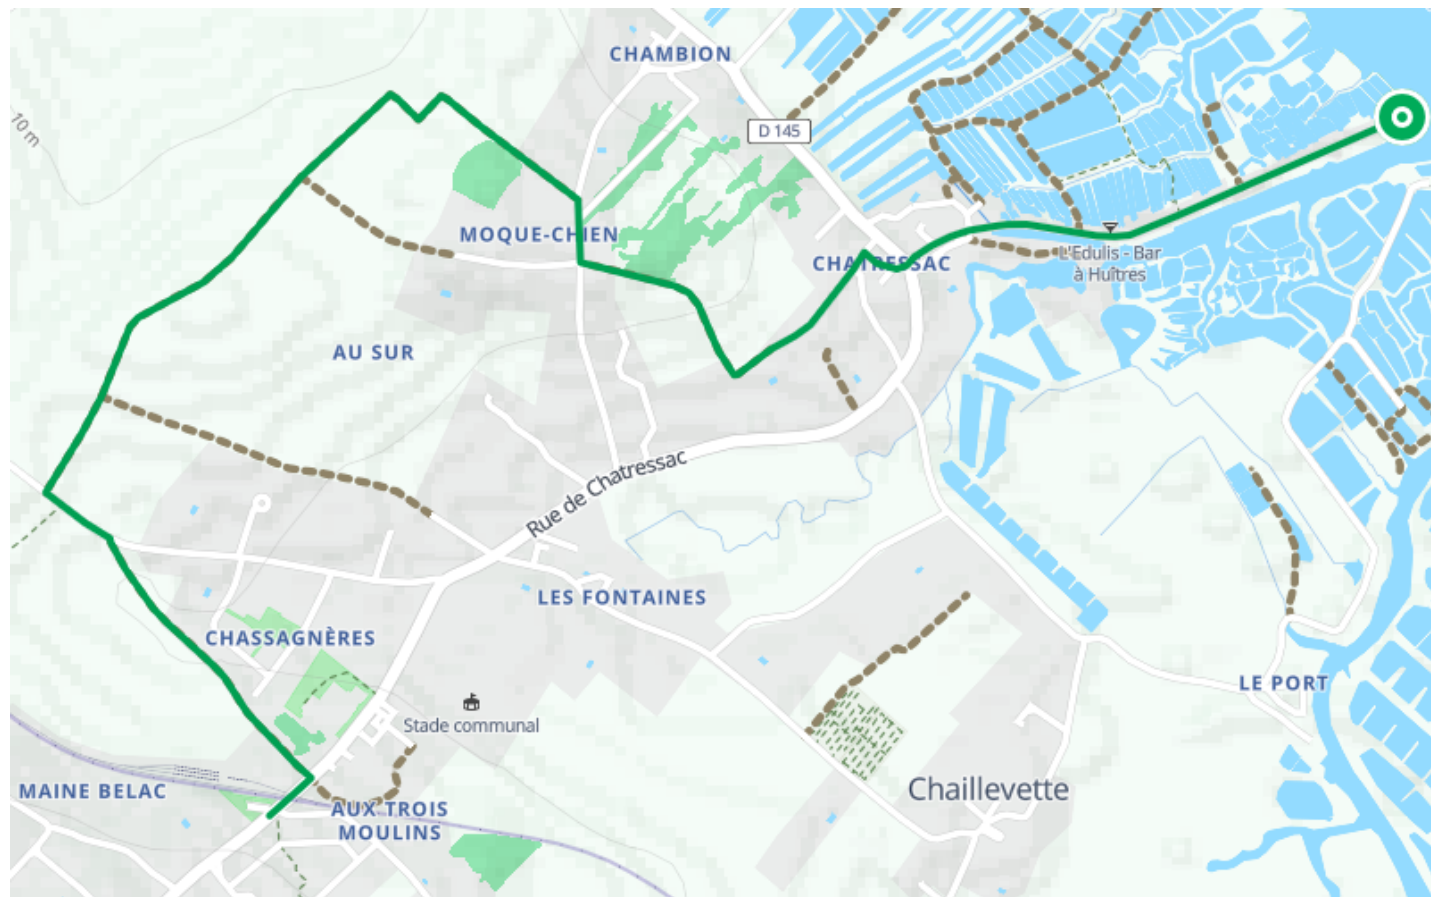 CHAMBION
10 m
D 145
MOQUE-CHIEN
CHATRESSAC
L'Edulis - Bar
à Huîtres
AU SUR
Rue de Chatressac
LES FONTAINES
CHASSAGNÈRES
LE PORT
Stade communal
MAINE BELAC
Chaillevette
AUX TROIS
MOULINS